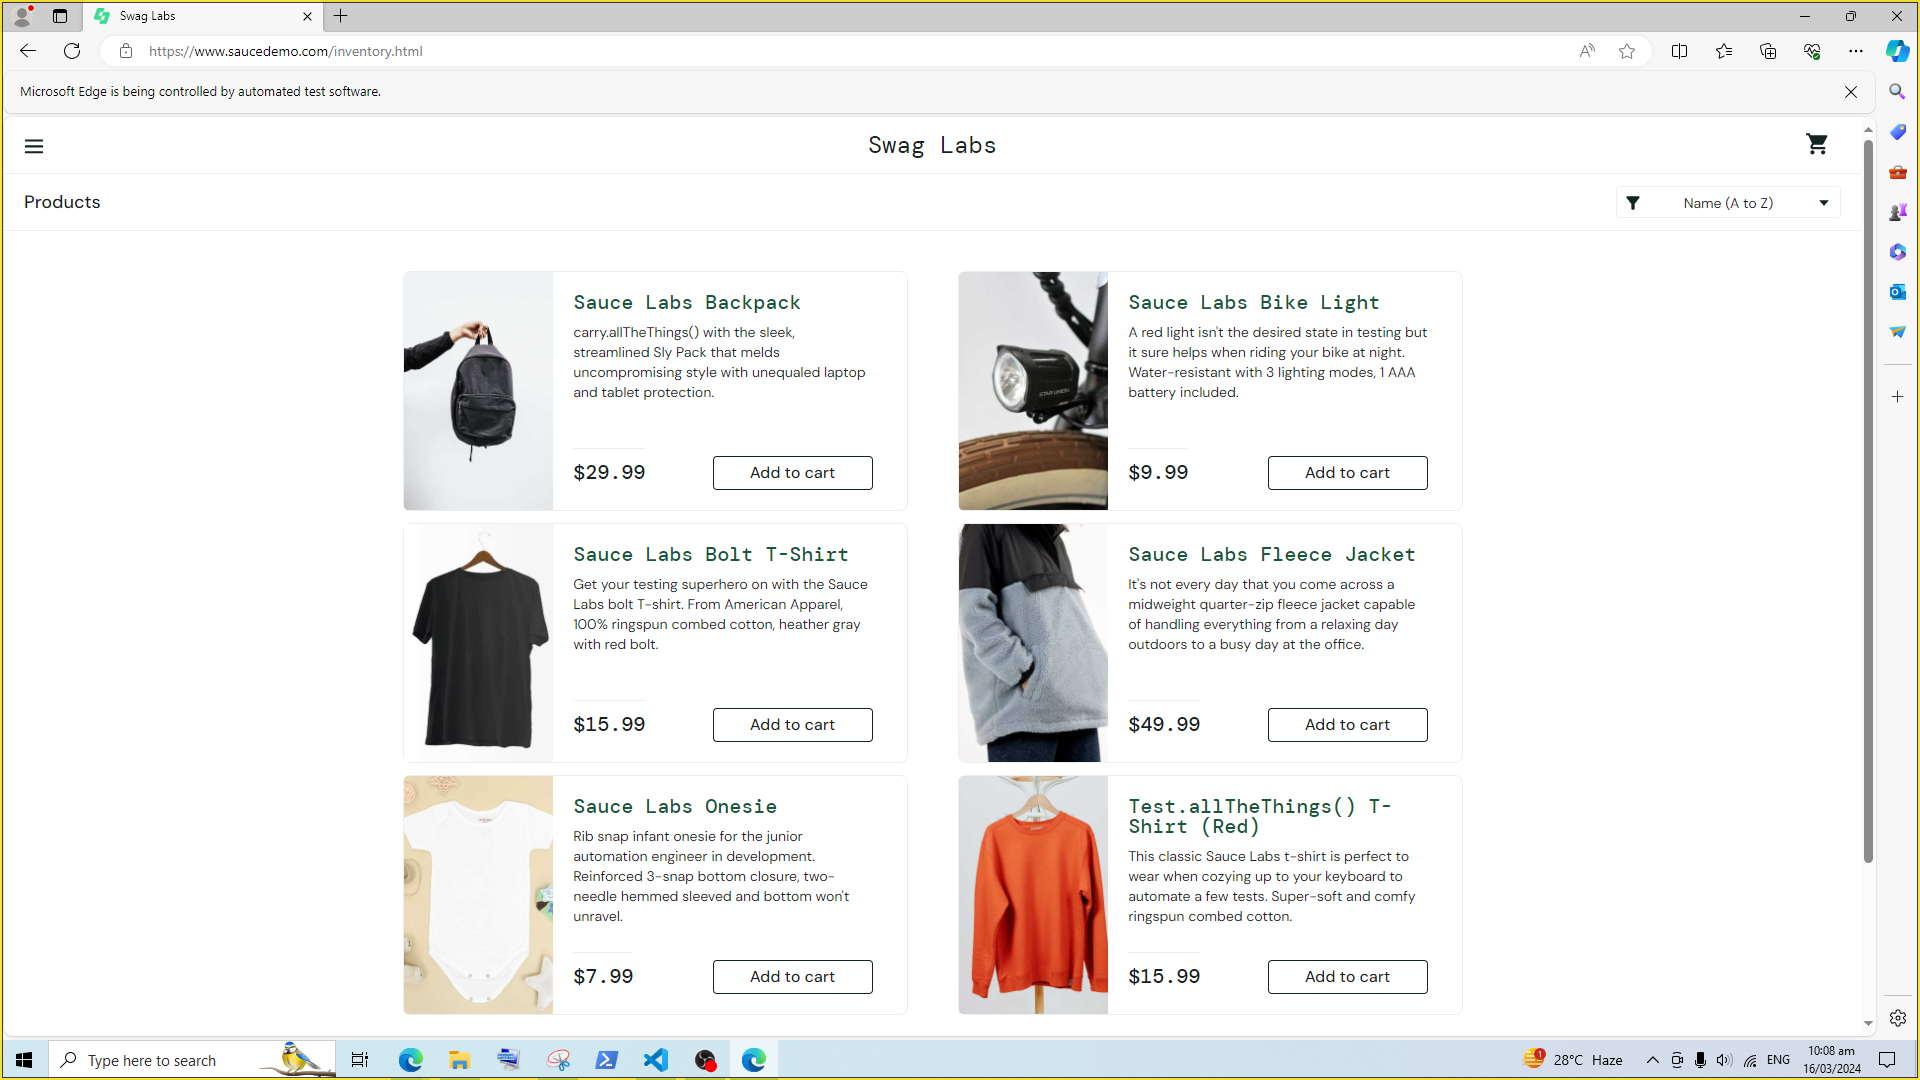 Swag Labs
https://www.saucedemo.com/inventory.html
Microsoft Edge is being controlled by automated test software.
Swag Labs
Products
Name (A to Z)
Sauce Labs Backpack
carry.allTheThings() with the sleek,
streamlined Sly Pack that melds
uncompromising style with unequaled laptop
and tablet protection.
$29.99
Add to cart
Sauce Labs Bike Light
A red light isn't the desired state in testing but
it sure helps when riding your bike at night.
Water-resistant with 3 lighting modes, 1 AAA
battery included.
$9.99
Add to cart
Sauce Labs Bolt T-Shirt
Get your testing superhero on with the Sauce
Labs bolt T-shirt. From American Apparel,
100% ringspun combed cotton, heather gray
with red bolt.
$15.99
Add to cart
Sauce Labs Fleece Jacket
It's not every day that you come across a
midweight quarter-zip fleece jacket capable
of handling everything from a relaxing day
outdoors to a busy day at the office.
$49.99
Add to cart
Sauce Labs Onesie
Rib snap infant onesie for the junior
automation engineer in development.
Reinforced 3-snap bottom closure, two-
needle hemmed sleeved and bottom won't
unravel.
$7.99
Add to cart
Test.allTheThings() T-
Shirt (Red)
This classic Sauce Labs t-shirt is perfect to
wear when cozying up to your keyboard to
automate a few tests. Super-soft and comfy
ringspun combed cotton.
$15.99
Add to cart
Type here to search
1
28°C Haze
ENG
10:08 am
16/03/2024